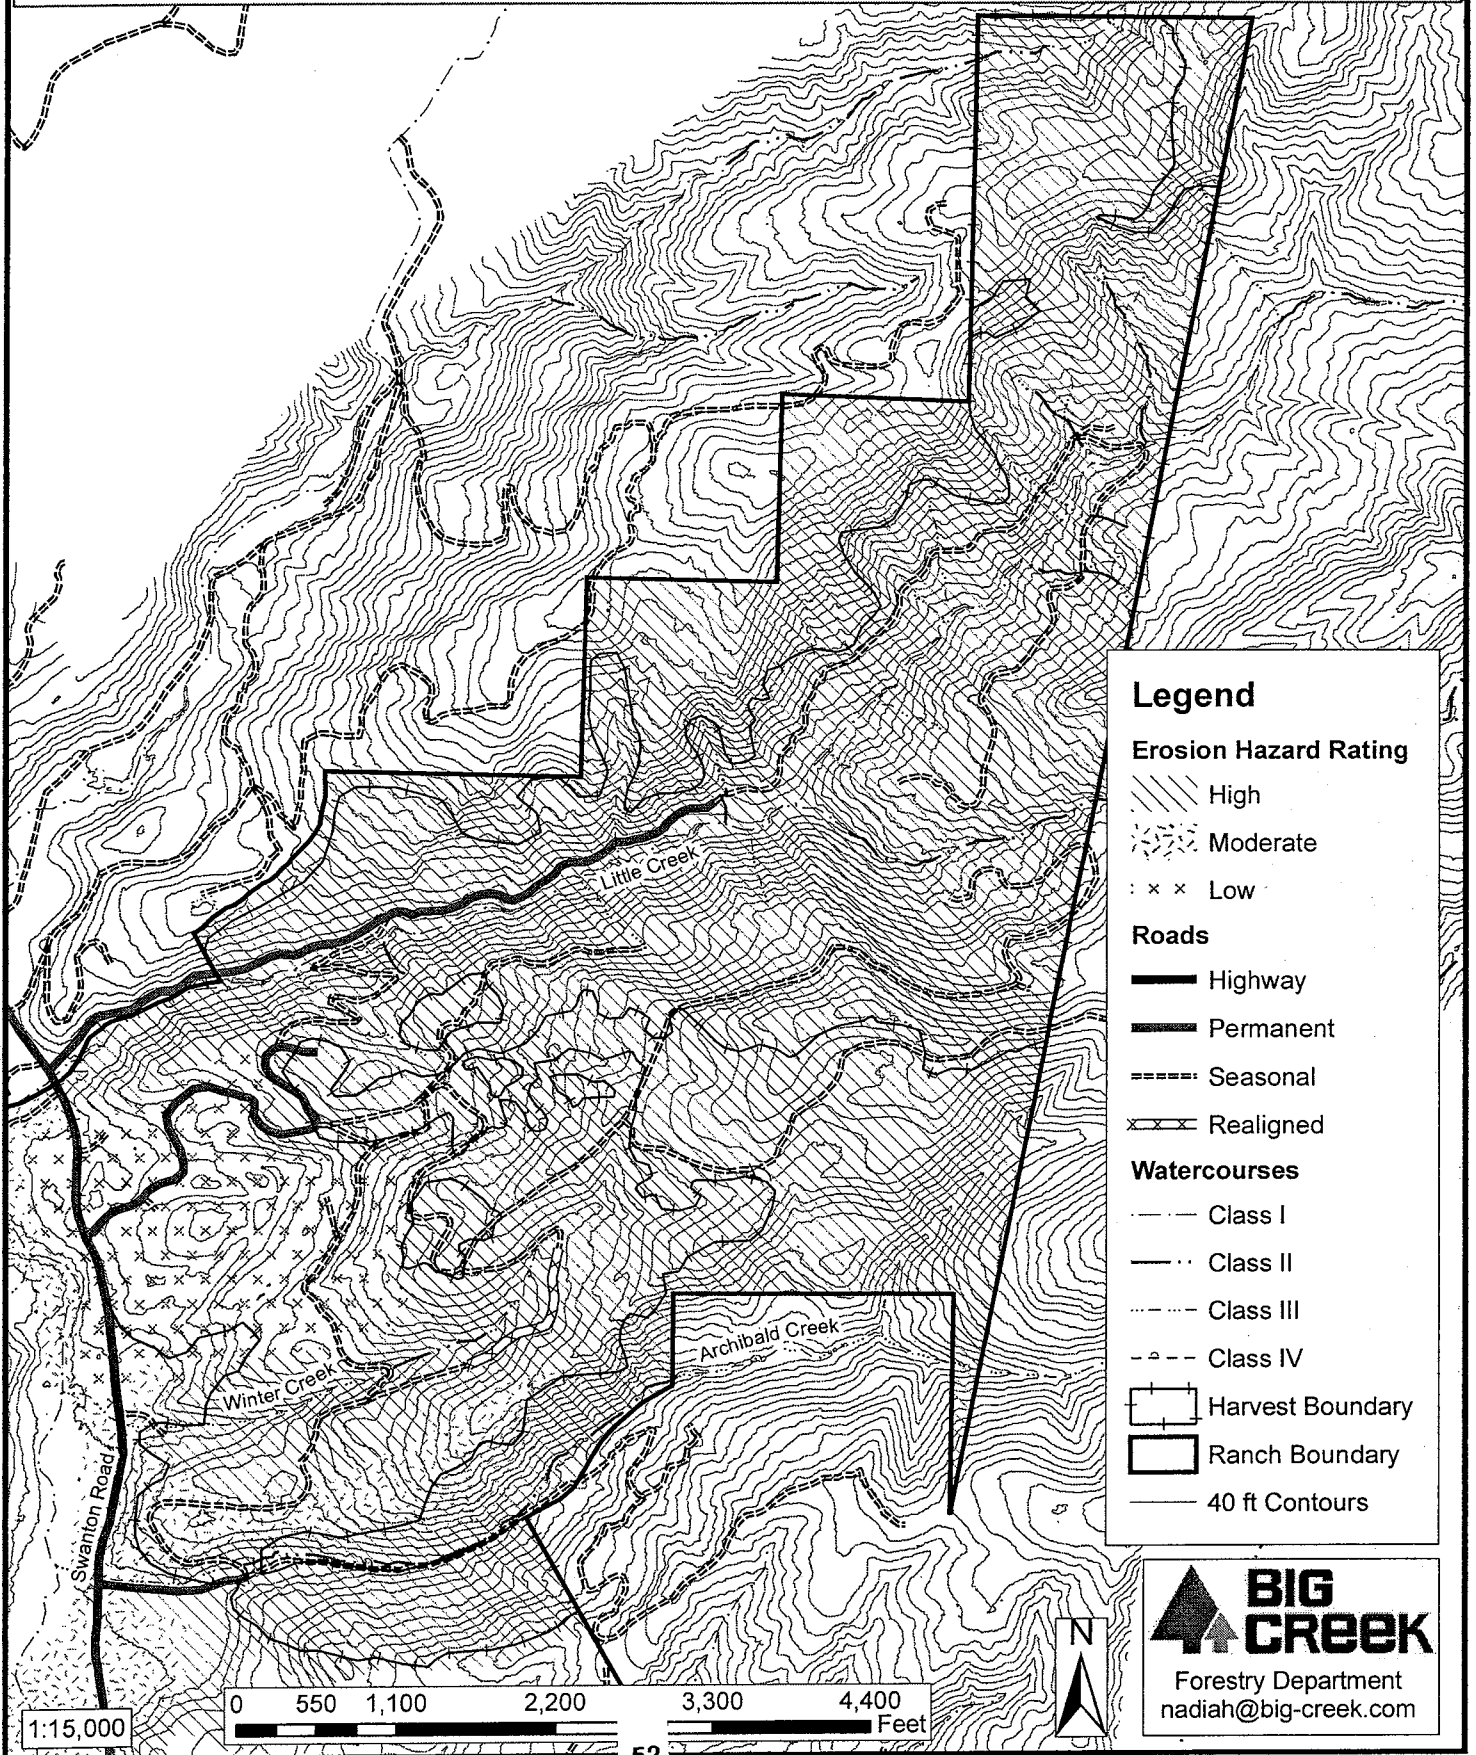 Little Creek
Archibald Creek
Winter Creek
Swanton Road
Legend
Erosion Hazard Rating
High
Moderate
Low
Roads
Highway
Permanent
Seasonal
Realigned
Watercourses
Class I
Class II
Class III
Class IV
Harvest Boundary
Ranch Boundary
40 ft Contours
BIG
CREEK
Forestry Department
nadiah@big-creek.com
N
0 550 1,100 2,200 3,300 4,400
Feet
1:15,000
52